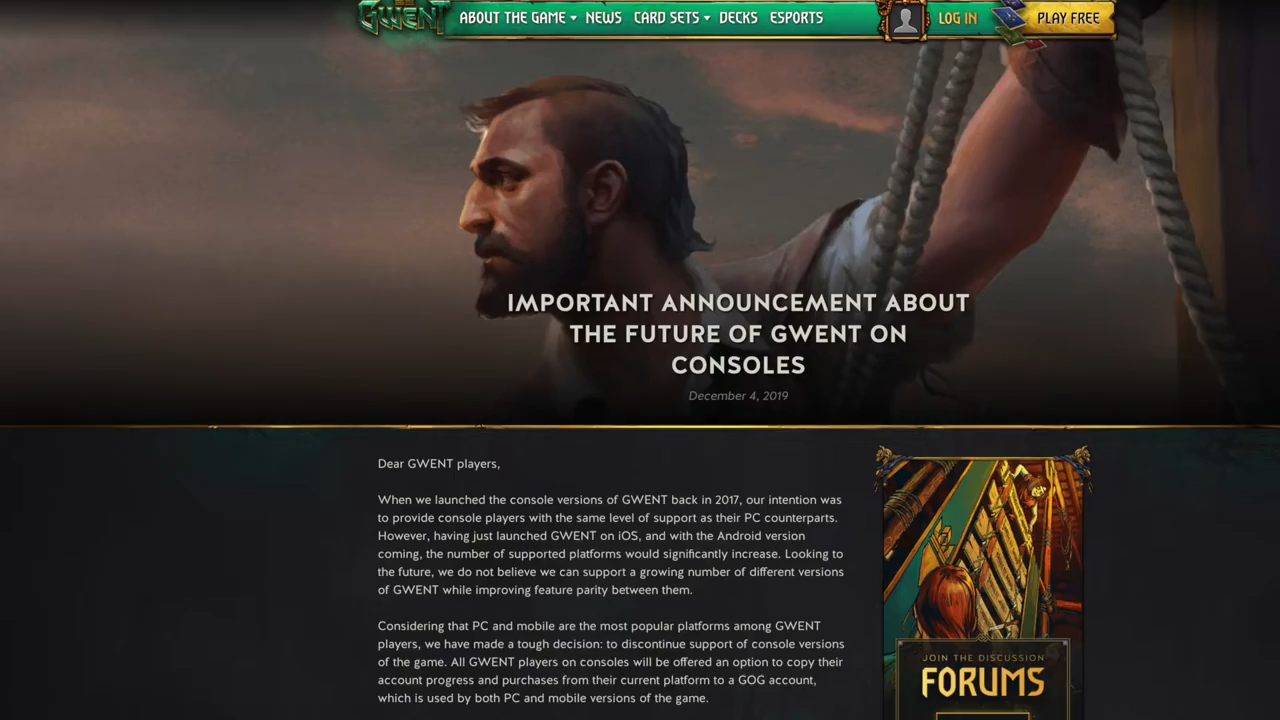 GWENT
ABOUT THE GAME NEWS CARD SETS DECKS ESPORTS
LOG IN
PLAY FREE
IMPORTANT ANNOUNCEMENT ABOUT
THE FUTURE OF GWENT ON
CONSOLES
December 4, 2019
Dear GWENT players,
When we launched the console versions of GWENT back in 2017, our intention was
to provide console players with the same level of support as their PC counterparts.
However, having just launched GWENT on iOS, and with the Android version
coming, the number of supported platforms would significantly increase. Looking to
the future, we do not believe we can support a growing number of different versions
of GWENT while improving feature parity between them.
Considering that PC and mobile are the most popular platforms among GWENT
players, we have made a tough decision: to discontinue support of console versions
of the game. All GWENT players on consoles will be offered an option to copy their
account progress and purchases from their current platform to a GOG account,
which is used by both PC and mobile versions of the game.
JOIN THE DISCUSSION
FORUMS